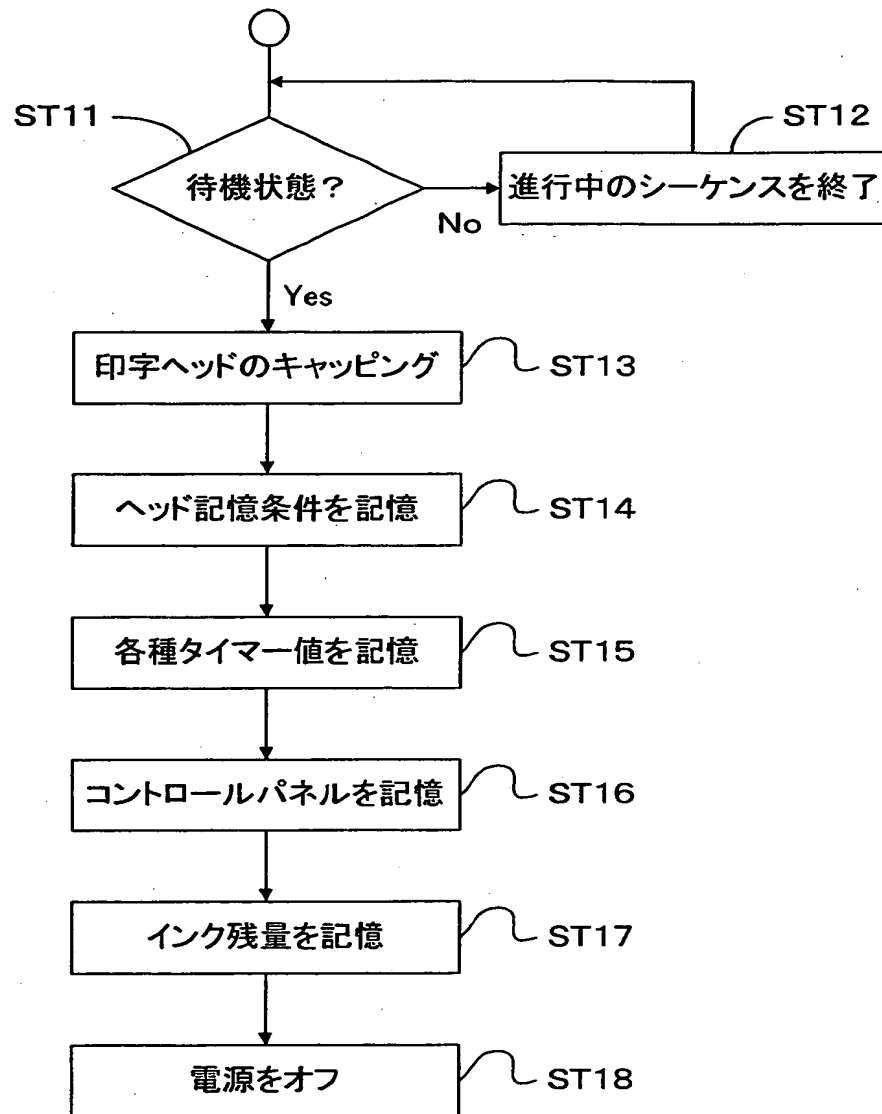 ST11
ST12
待機状態？
進行中のシーケンスを終了
No
Yes
印字ヘッドのキャッピング
ST13
ヘッド記憶条件を記憶
ST14
各種タイマー値を記憶
ST15
コントロールパネルを記憶
ST16
インク残量を記憶
ST17
電源をオフ
ST18